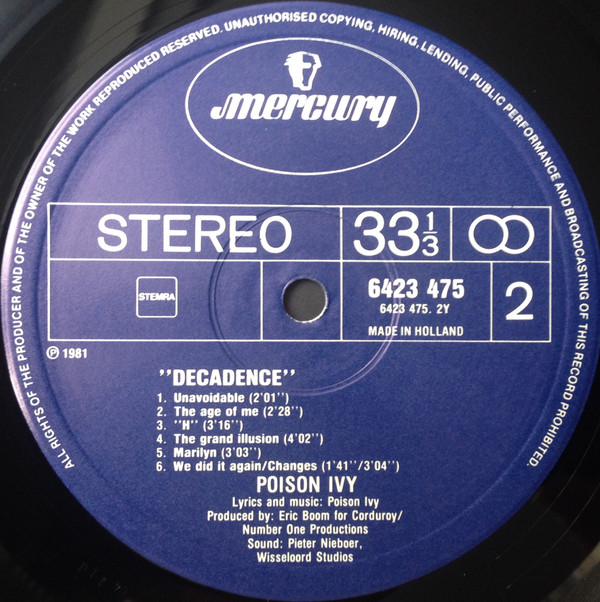 ALL RIGHTS OF THE PRODUCER AND OF THE OWNER OF THE WORK REPRODUCED RESERVED. UNAUTHORISED COPYING, HIRING, LENDING, PUBLIC PERFORMANCE AND BROADCASTING OF THIS RECORD PROHIBITED.
mercury
STEREO 33 1/3 ꝏ
STEMRA
6423 475
6423 475. 2Y
MADE IN HOLLAND
2
Ⓟ 1981
"DECADENCE"
1. Unavoidable (2'01'')
2. The age of me (2'28'')
3. "H" (3'16'')
4. The grand illusion (4'02'')
5. Marilyn (3'03'')
6. We did it again/Changes (1'41''/3'04'')
POISON IVY
Lyrics and music: Poison Ivy
Produced by: Eric Boom for Corduroy/
Number One Productions
Sound: Pieter Nieboer,
Wisseloord Studios